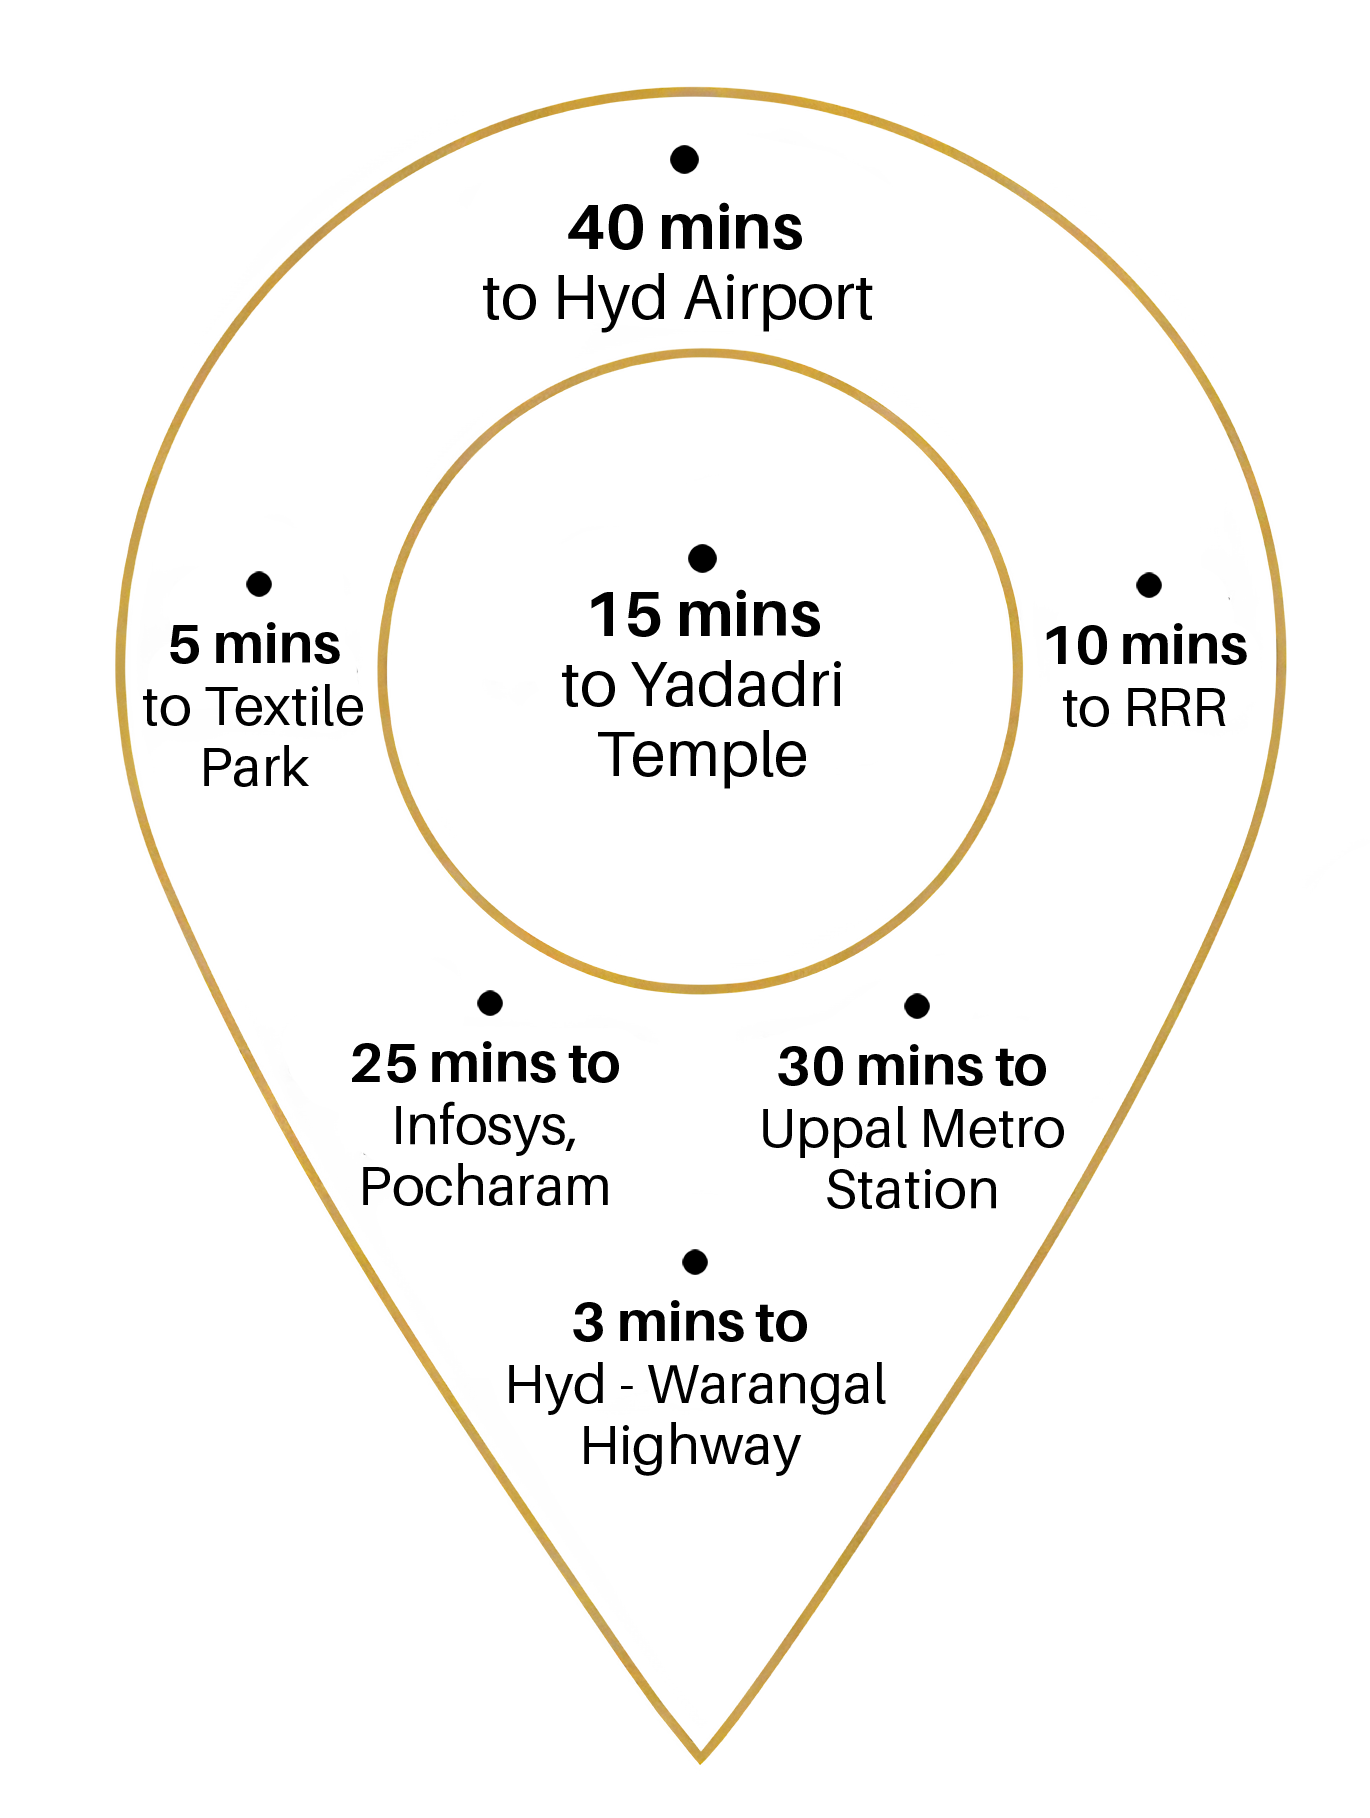 40 mins
to Hyd Airport
15 mins
to Yadadri
Temple
5 mins
to Textile
Park
10 mins
to RRR
25 mins to
Infosys,
Pocharam
30 mins to
Uppal Metro
Station
3 mins to
Hyd - Warangal
Highway